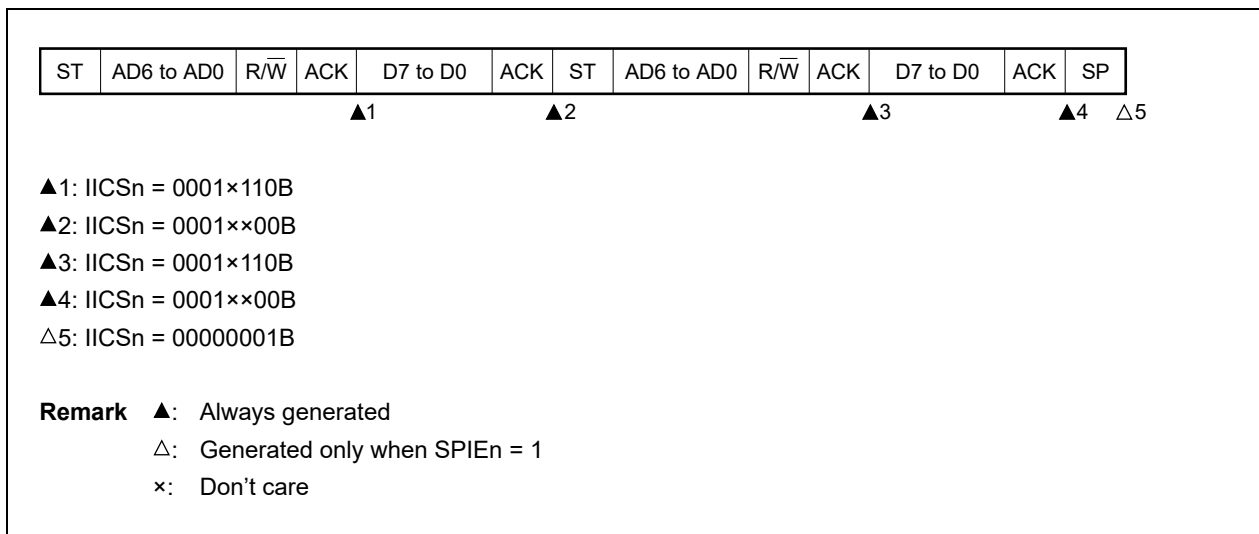 ST AD6 to AD0 R/W̅ ACK D7 to D0 ACK ST AD6 to AD0 R/W̅ ACK D7 to D0 ACK SP
▲1 ▲2 ▲3 ▲4 △5
▲1: IICSn = 0001×110B
▲2: IICSn = 0001××00B
▲3: IICSn = 0001×110B
▲4: IICSn = 0001××00B
△5: IICSn = 00000001B
Remark ▲: Always generated
△: Generated only when SPIEn = 1
×: Don’t care